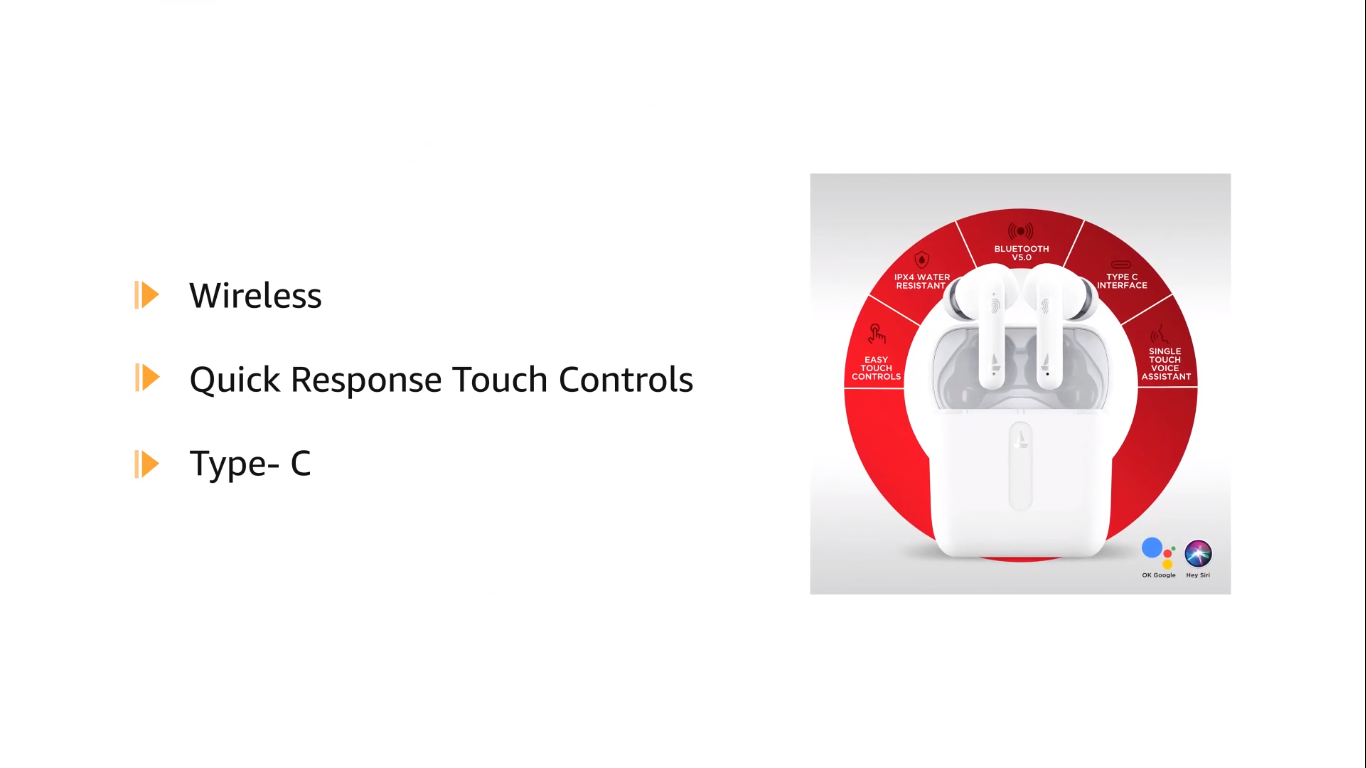 Wireless
Quick Response Touch Controls
Type- C
BLUETOOTH
V5.0
IPX4 WATER
RESISTANT
TYPE C
INTERFACE
EASY
TOUCH
CONTROLS
SINGLE
TOUCH
VOICE
ASSISTANT
OK Google
Hey Siri